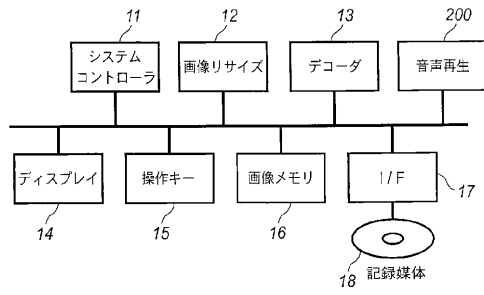 11
12
13
200
システム
コントローラ
画像リサイズ
デコーダ
音声再生
ディスプレイ
操作キー
画像メモリ
I/F
14
15
16
17
18
記録媒体